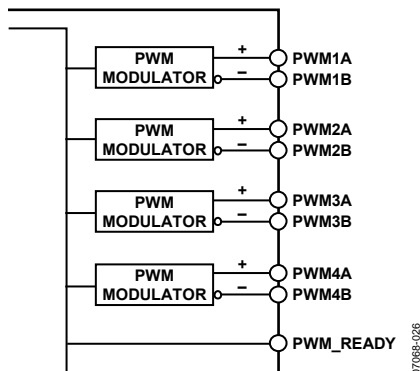 PWM
MODULATOR
+
−
PWM1A
PWM1B
PWM
MODULATOR
+
−
PWM2A
PWM2B
PWM
MODULATOR
+
−
PWM3A
PWM3B
PWM
MODULATOR
+
−
PWM4A
PWM4B
PWM_READY
07068-026